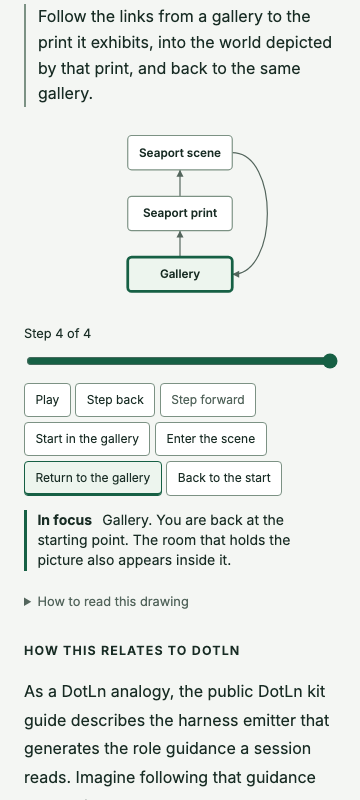 Follow the links from a gallery to the
print it exhibits, into the world depicted
by that print, and back to the same
gallery.
Seaport scene
Seaport print
Gallery
Step 4 of 4
Play
Step back
Step forward
Start in the gallery
Enter the scene
Return to the gallery
Back to the start
In focus Gallery. You are back at the
starting point. The room that holds the
picture also appears inside it.
How to read this drawing
HOW THIS RELATES TO DOTLN
As a DotLn analogy, the public DotLn kit
guide describes the harness emitter that
generates the role guidance a session
reads. Imagine following that guidance